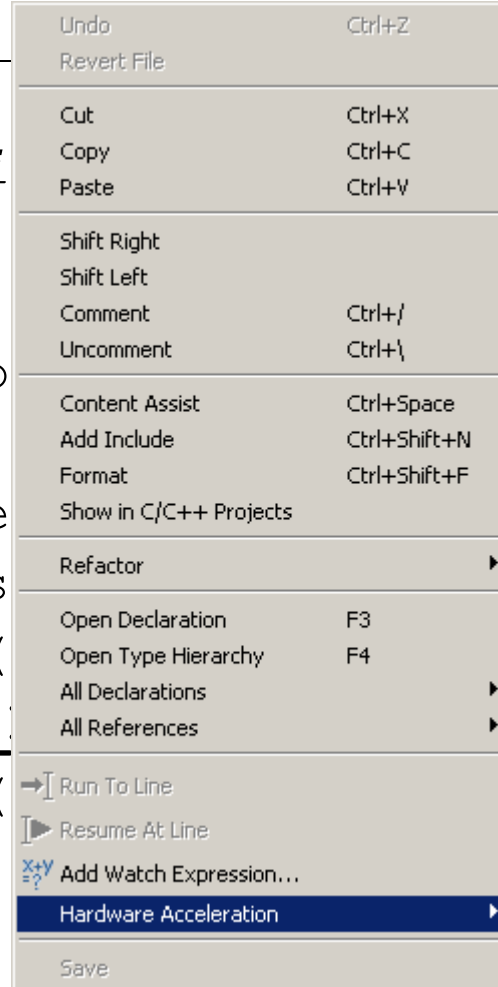 Undo Ctrl+Z
Revert File
Cut Ctrl+X
Copy Ctrl+C
Paste Ctrl+V
Shift Right
Shift Left
Comment Ctrl+/
Uncomment Ctrl+\
Content Assist Ctrl+Space
Add Include Ctrl+Shift+N
Format Ctrl+Shift+F
Show in C/C++ Projects
Refactor
Open Declaration F3
Open Type Hierarchy F4
All Declarations
All References
Run To Line
Resume At Line
Add Watch Expression...
Hardware Acceleration
Save